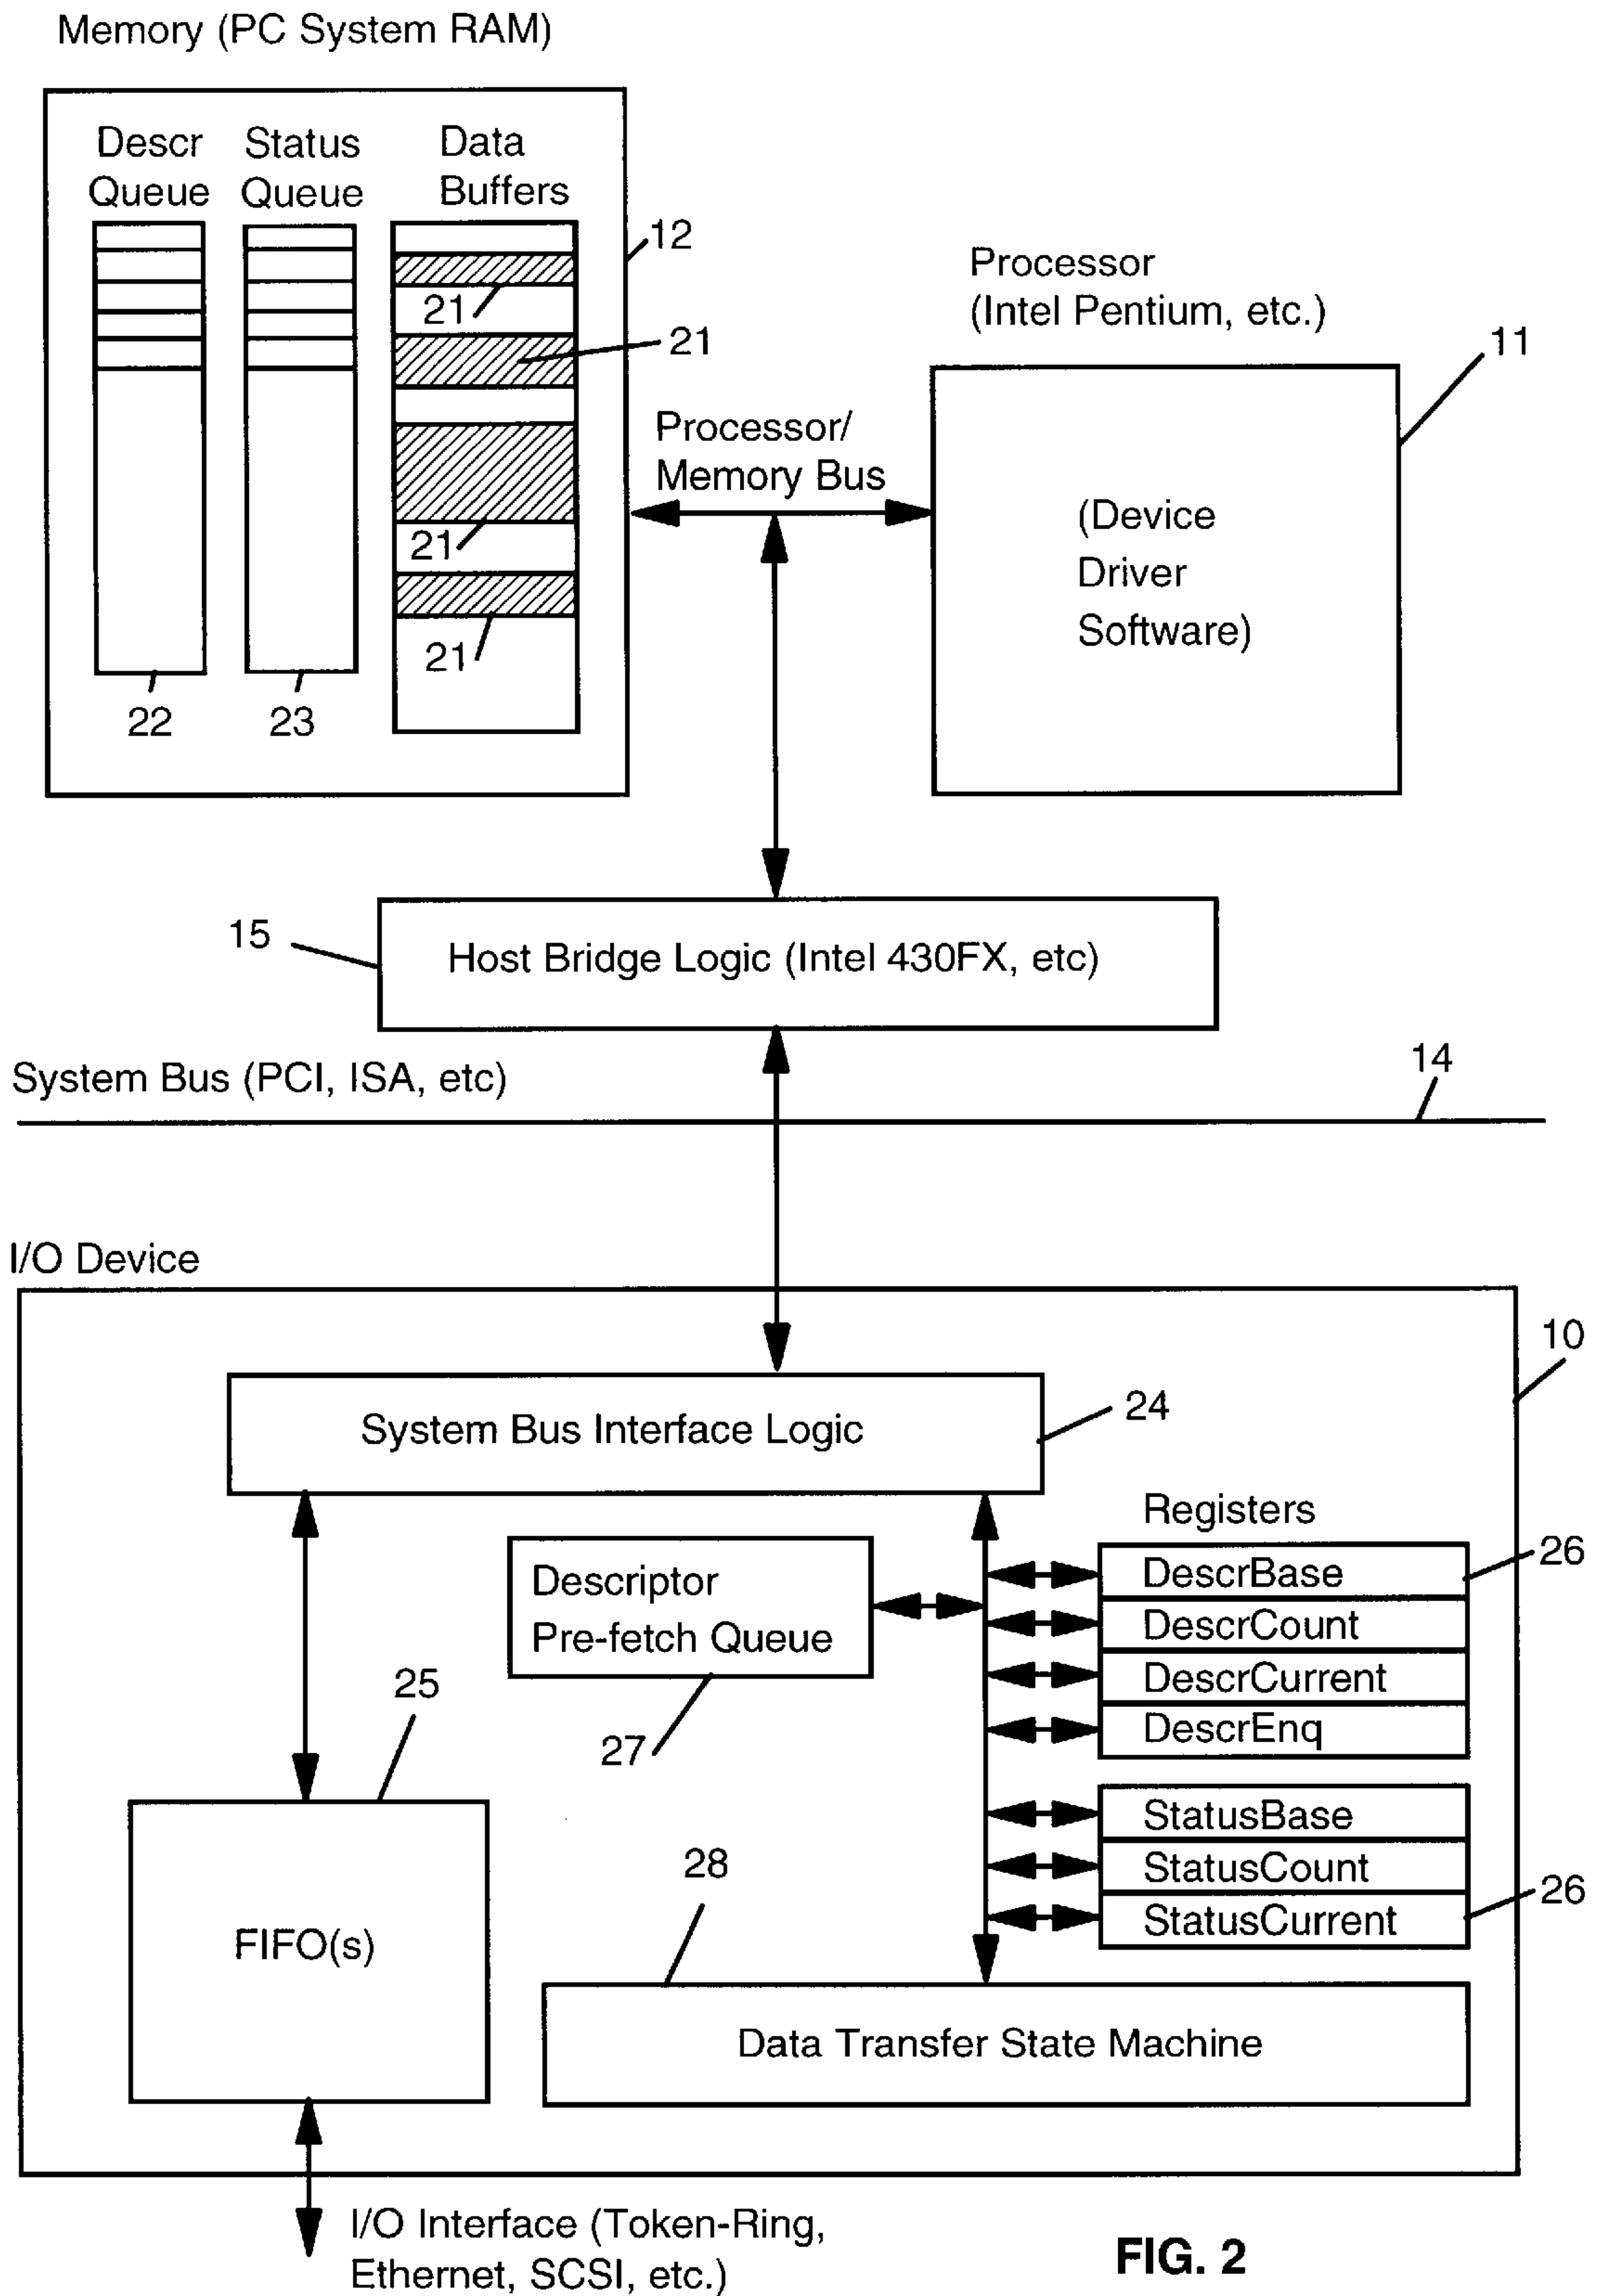 Memory (PC System RAM)
Descr
Queue
Status
Queue
Data
Buffers
12
21
21
21
21
22
23
Processor
(Intel Pentium, etc.)
11
Processor/
Memory Bus
(Device
Driver
Software)
15
Host Bridge Logic (Intel 430FX, etc)
System Bus (PCI, ISA, etc)
14
I/O Device
10
System Bus Interface Logic
24
Registers
26
DescrBase
DescrCount
DescrCurrent
DescrEnq
Descriptor
Pre-fetch Queue
27
25
StatusBase
StatusCount
StatusCurrent
26
28
FIFO(s)
Data Transfer State Machine
I/O Interface (Token-Ring,
Ethernet, SCSI, etc.)
FIG. 2